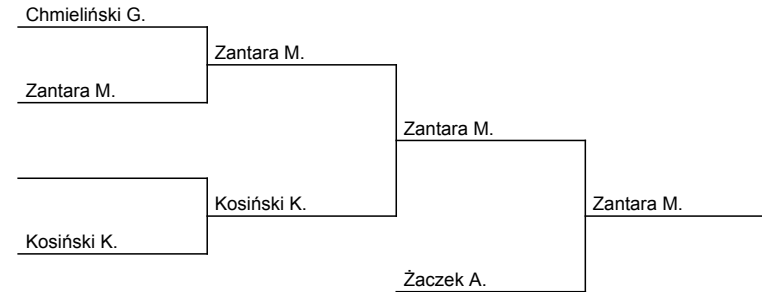 Chmieliński G.
Zantara M.
Zantara M.
Zantara M.
Kosiński K.
Zantara M.
Kosiński K.
Żaczek A.